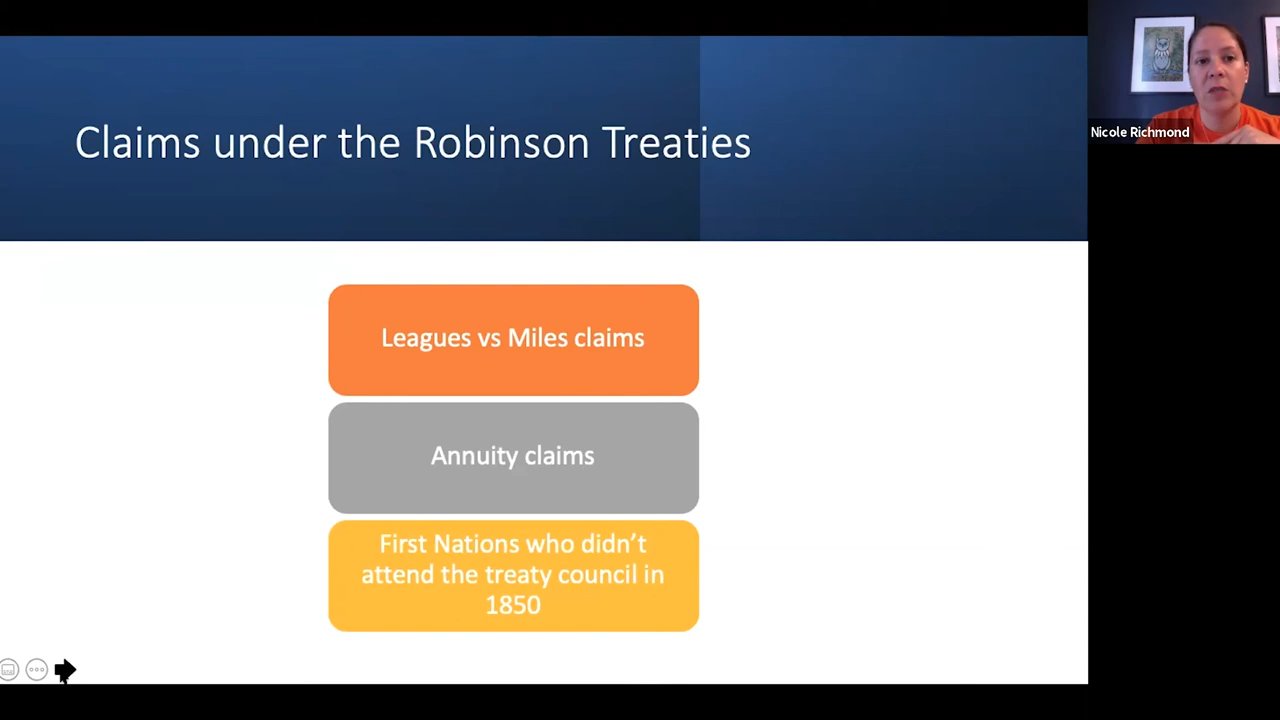 Claims under the Robinson Treaties
Nicole Richmond
Leagues vs Miles claims
Annuity claims
First Nations who didn’t
attend the treaty council in
1850